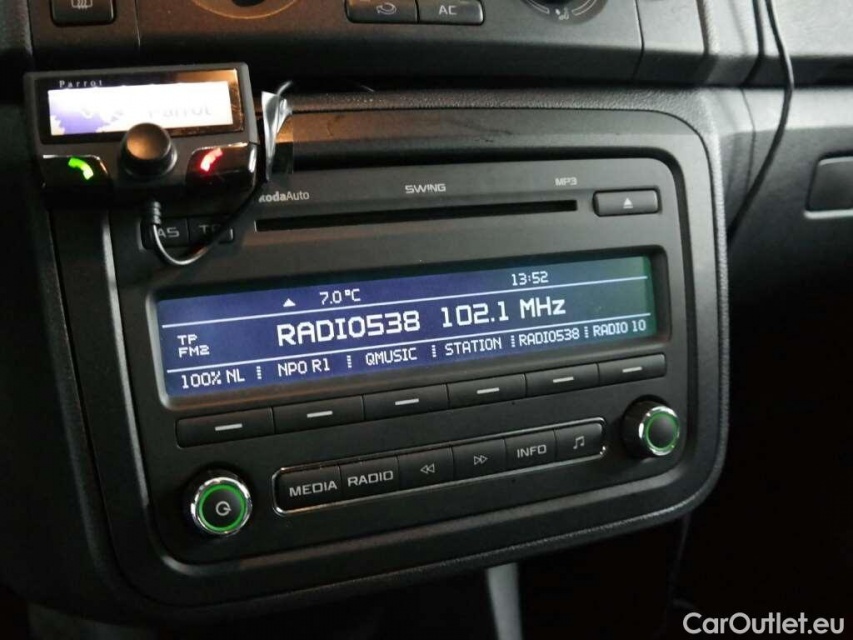 AC
Parrot
Parrot
kodaAuto
SWING
MP3
AS
7.0°C
13:52
TP
FM2
RADIO538 102.1 MHz
100% NL NPO R1 QMUSIC STATION RADIO538 RADIO 10
MEDIA RADIO INFO
CarOutlet.eu